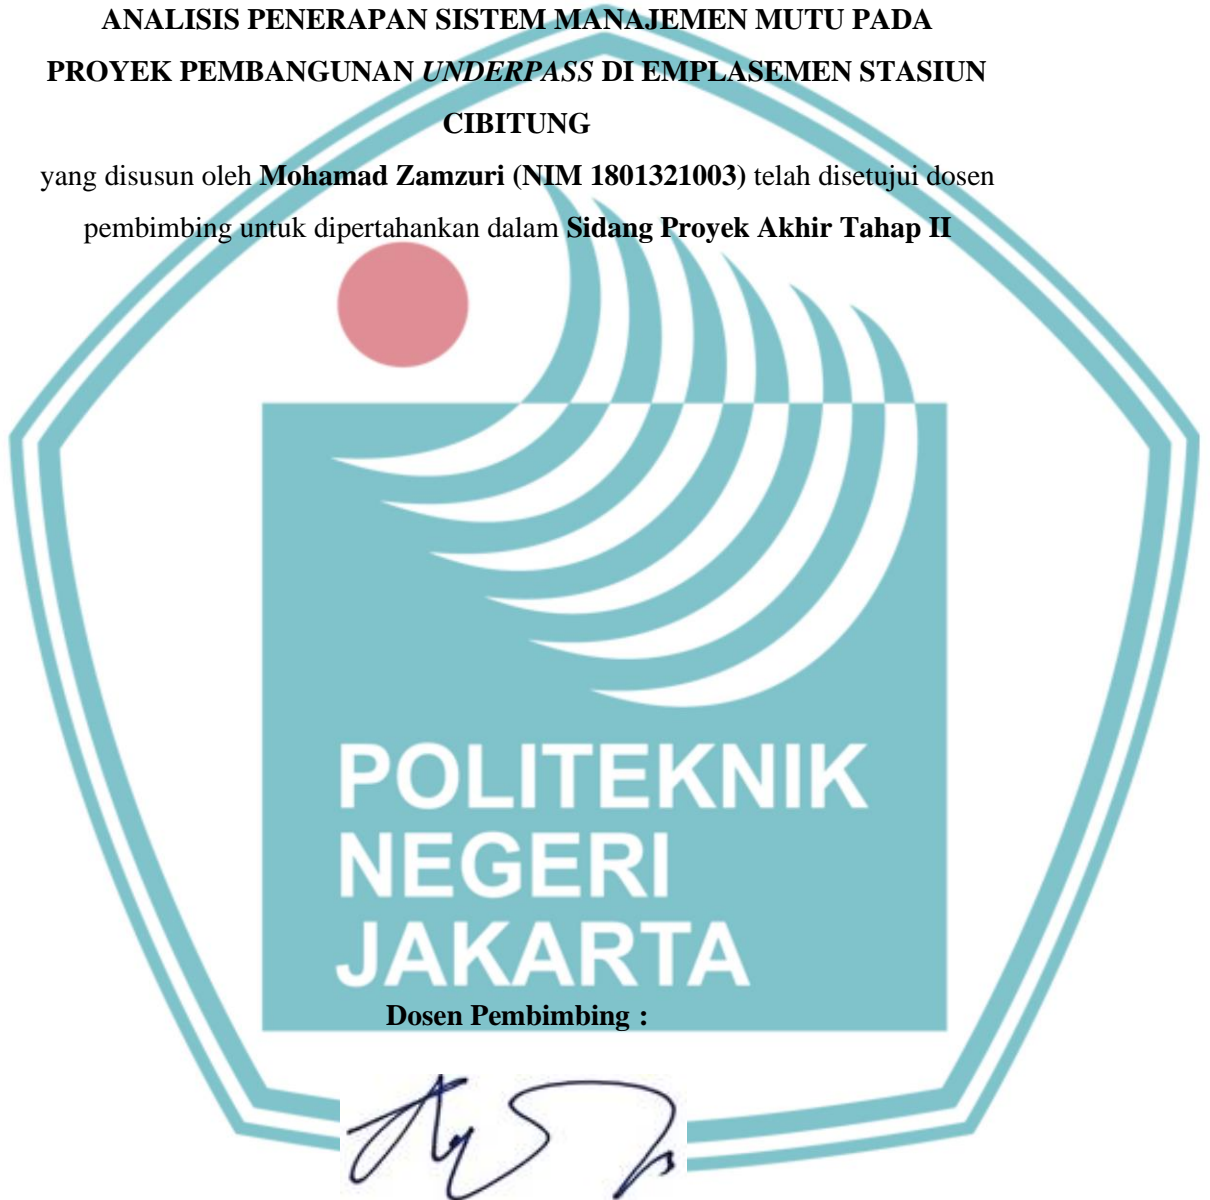 ANALISIS PENERAPAN SISTEM MANAJEMEN MUTU PADA
PROYEK PEMBANGUNAN UNDERPASS DI EMPLASEMEN STASIUN
CIBITUNG
yang disusun oleh Mohamad Zamzuri (NIM 1801321003) telah disetujui dosen
pembimbing untuk dipertahankan dalam Sidang Proyek Akhir Tahap II
POLITEKNIK
NEGERI
JAKARTA
Dosen Pembimbing :